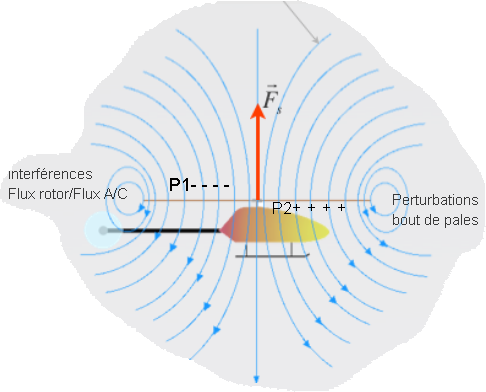 F⃗s
interférences
Flux rotor/Flux A/C
P1- - - -
P2+ + + +
Perturbations
bout de pales